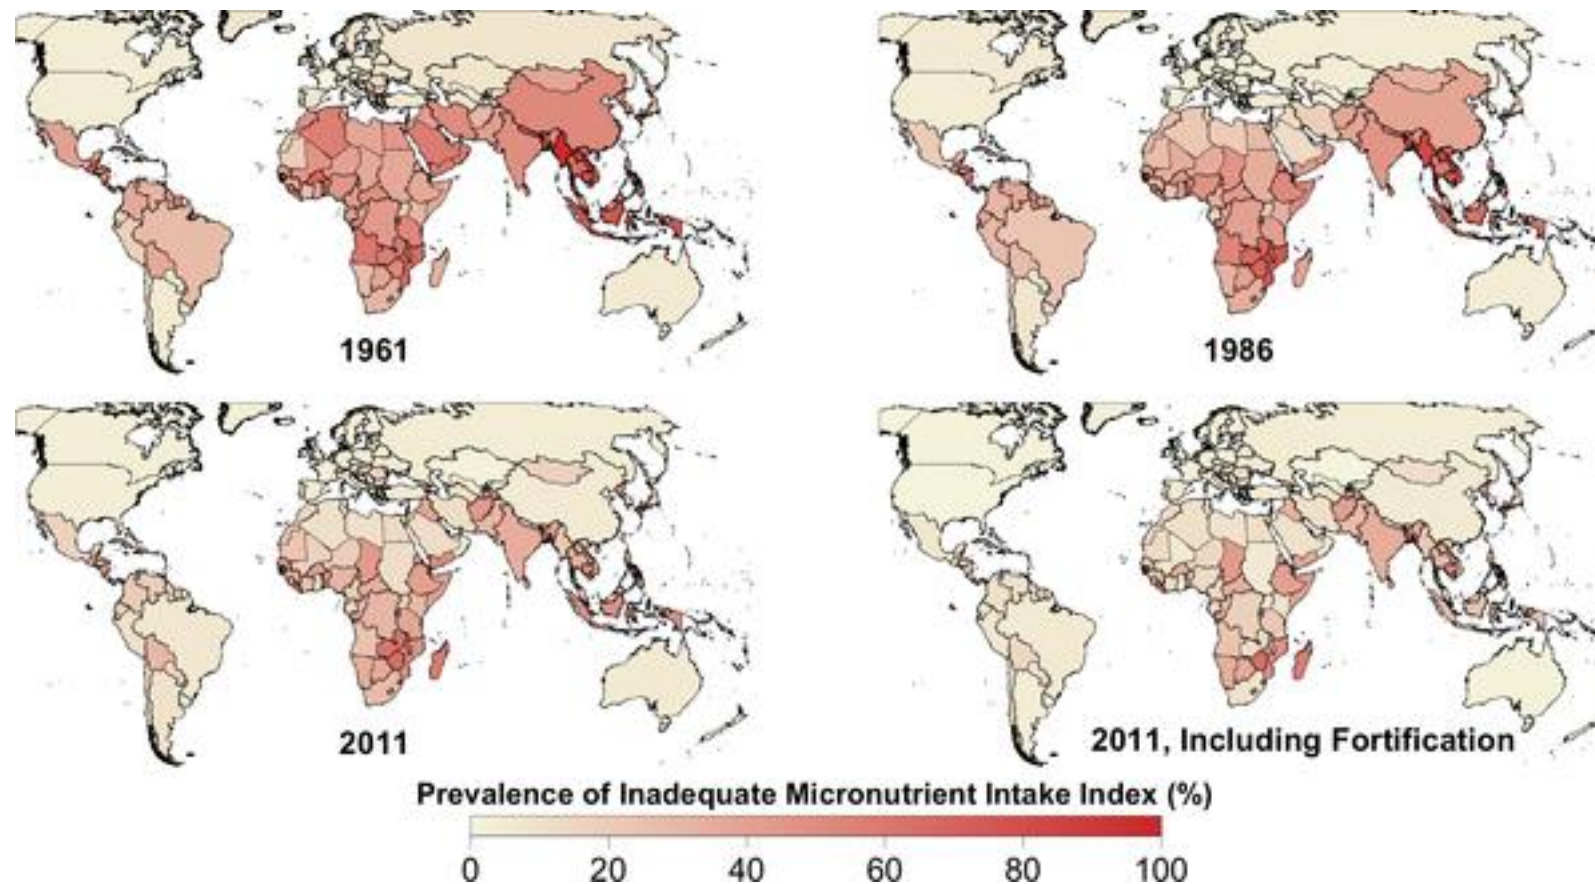 1961
1986
2011
2011, Including Fortification
Prevalence of Inadequate Micronutrient Intake Index (%)
0 20 40 60 80 100